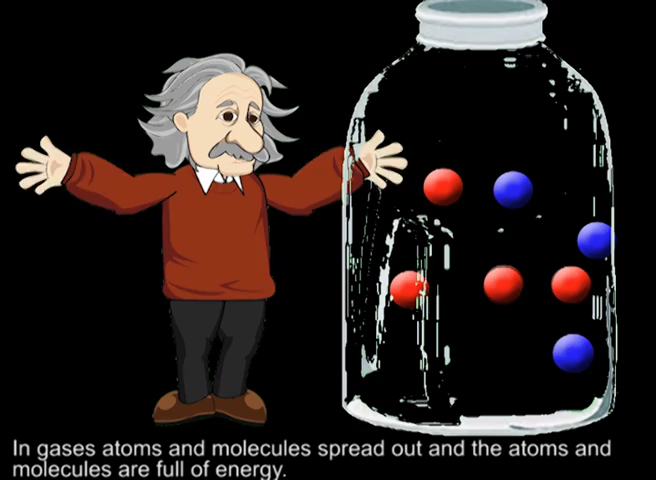 In gases atoms and molecules spread out and the atoms and
molecules are full of energy.